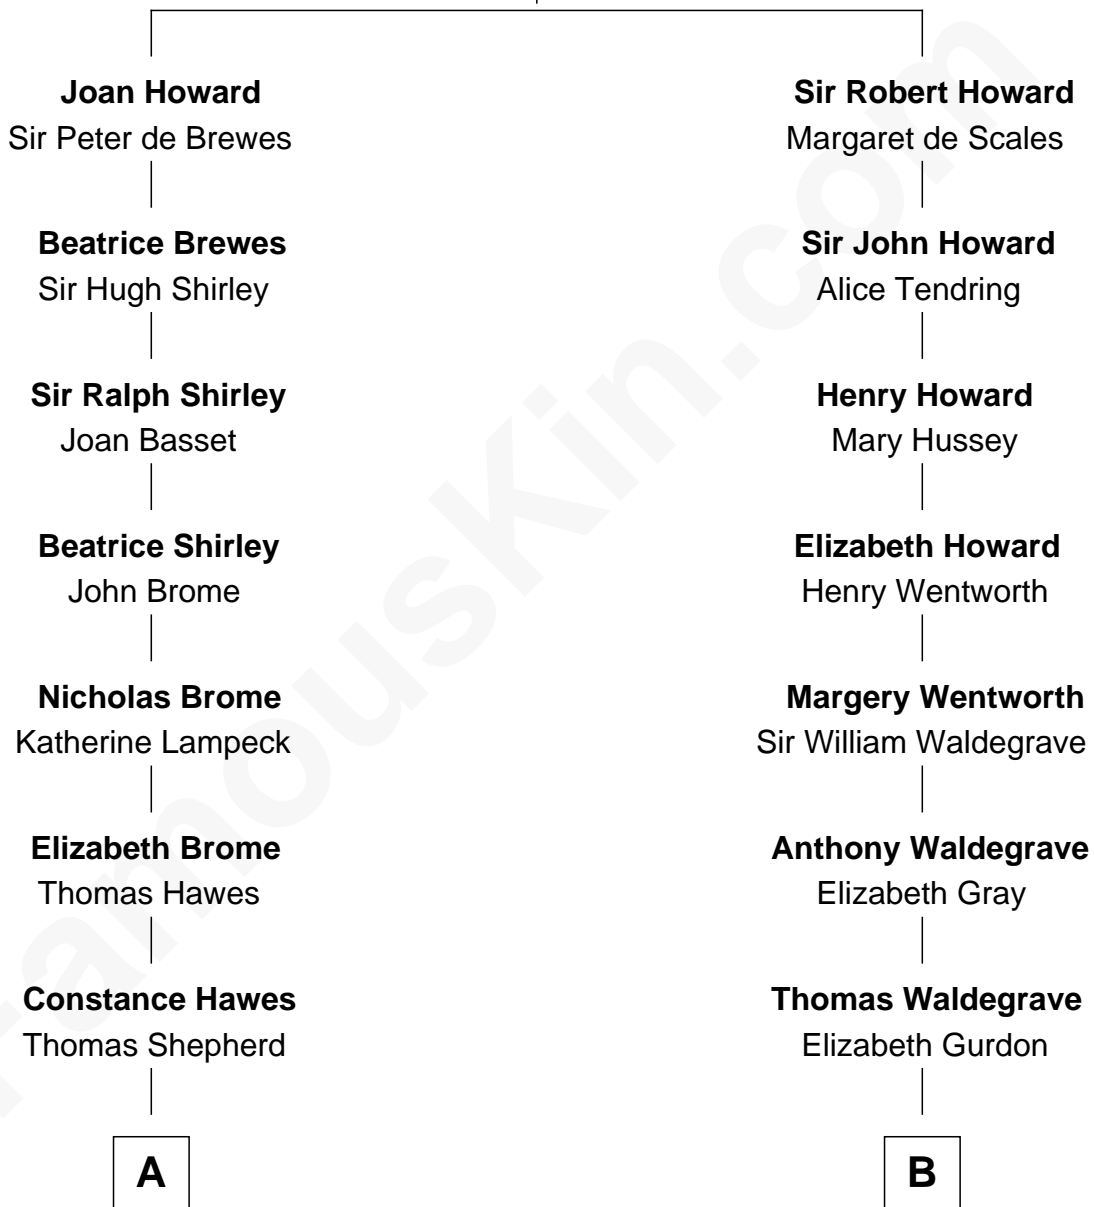 Joan Howard
Sir Peter de Brewes
Beatrice Brewes
Sir Hugh Shirley
Sir Ralph Shirley
Joan Basset
Beatrice Shirley
John Brome
Nicholas Brome
Katherine Lampeck
Elizabeth Brome
Thomas Hawes
Constance Hawes
Thomas Shepherd
A
Sir Robert Howard
Margaret de Scales
Sir John Howard
Alice Tendring
Henry Howard
Mary Hussey
Elizabeth Howard
Henry Wentworth
Margery Wentworth
Sir William Waldegrave
Anthony Waldegrave
Elizabeth Gray
Thomas Waldegrave
Elizabeth Gurdon
B
FamousKin.com